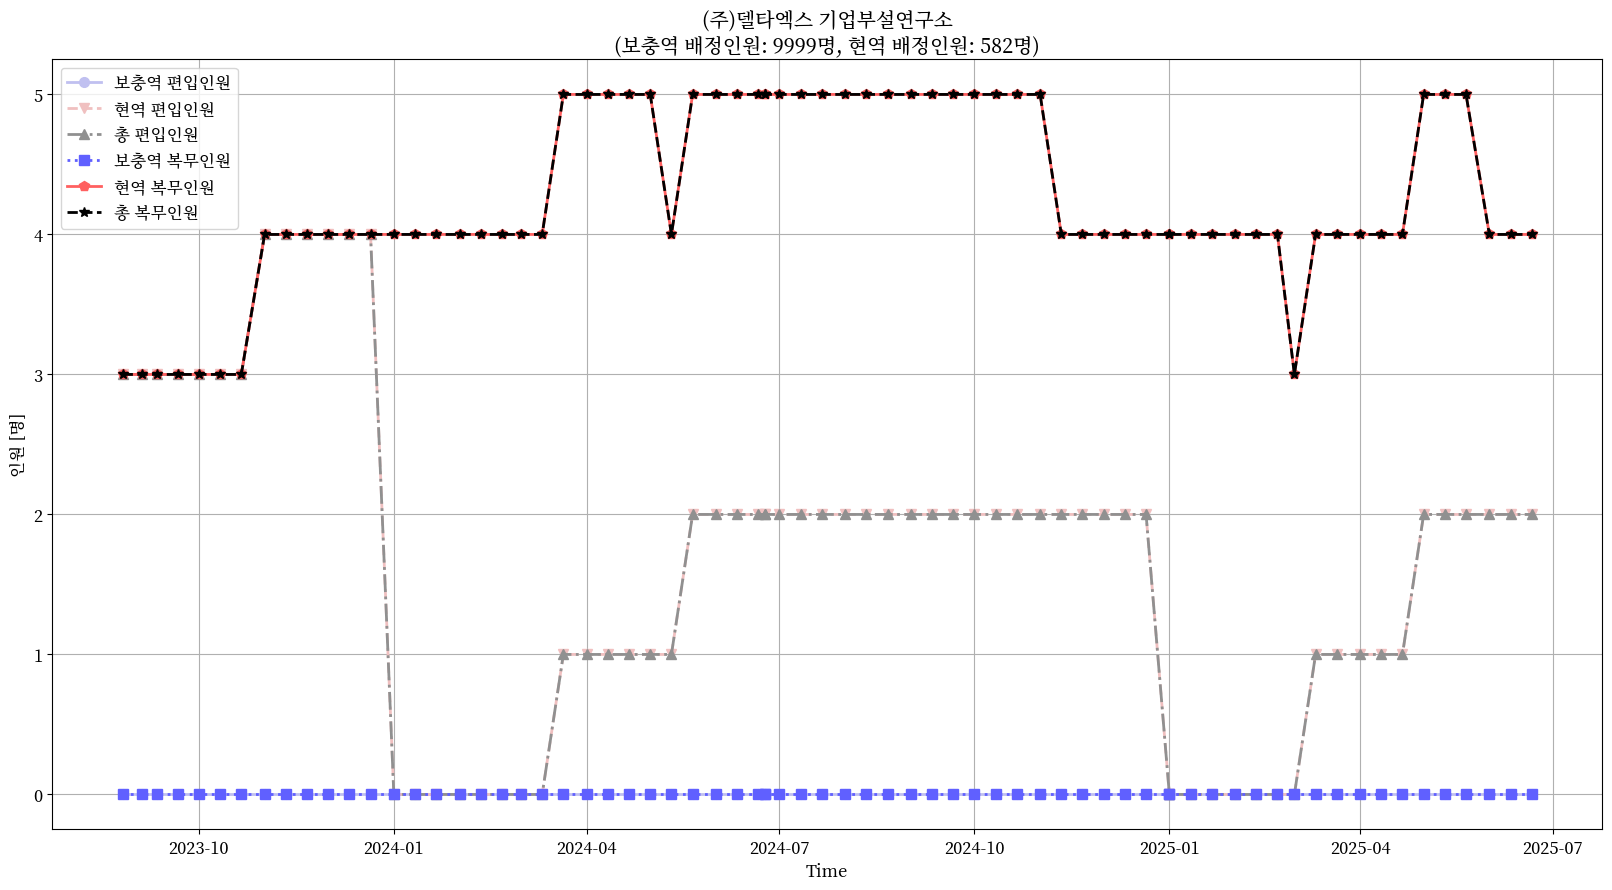 (주)델타엑스 기업부설연구소
(보충역 배정인원: 9999명, 현역 배정인원: 582명)
보충역 편입인원
현역 편입인원
총 편입인원
보충역 복무인원
현역 복무인원
총 복무인원
인원 [명]
5
4
3
2
1
0
2023-10
2024-01
2024-04
2024-07
2024-10
2025-01
2025-04
2025-07
Time